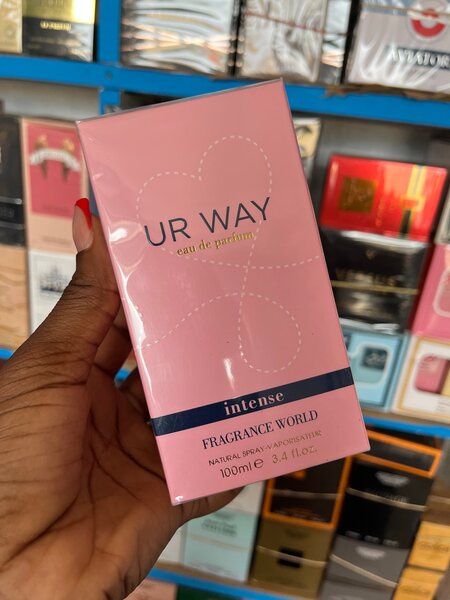 AVIATOR
UR WAY
eau de parfum
intense
FRAGRANCE WORLD
NATURAL SPRAY-VAPORISATEUR
100ml e 3.4 fl.oz.